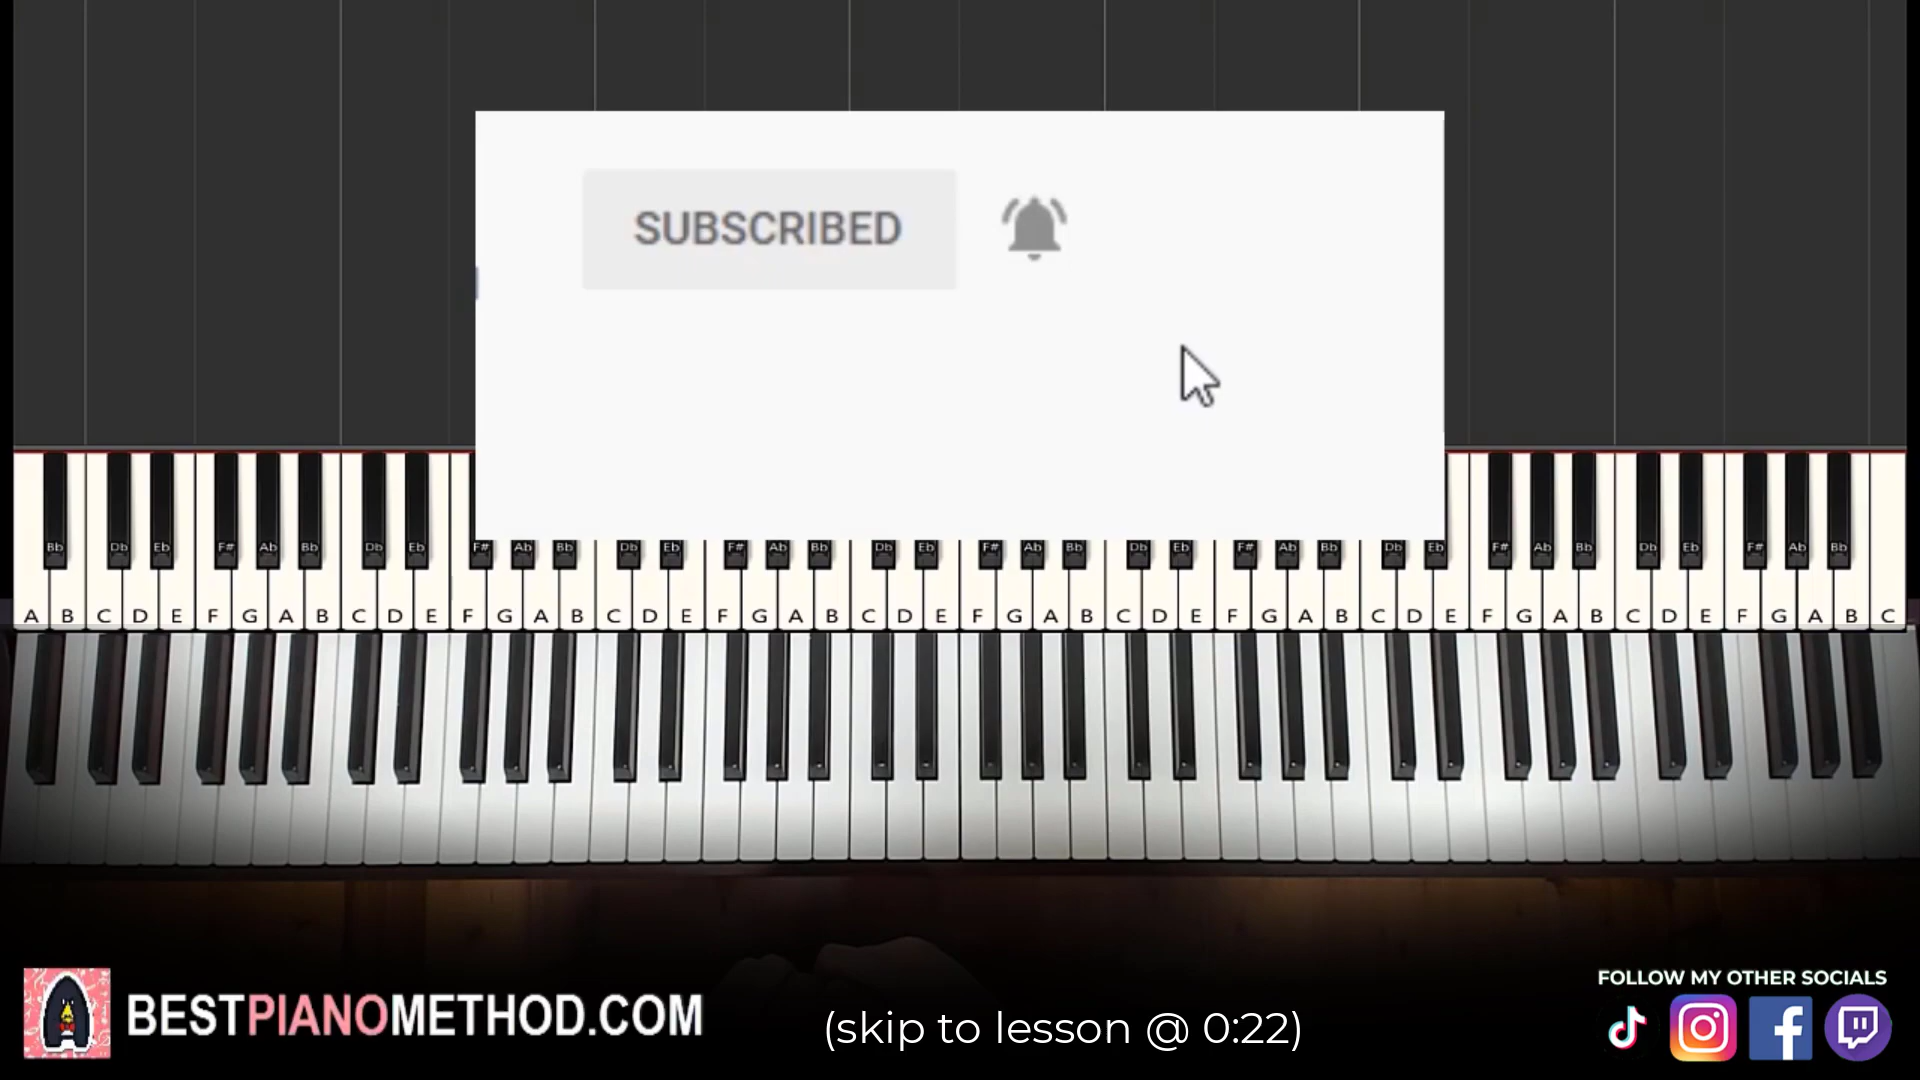 SUBSCRIBED
Bb Db Eb F# Ab Bb Db Eb F# Ab Bb Db Eb F# Ab Bb Db Eb F# Ab Bb Db Eb F# Ab Bb Db Eb F# Ab Bb Db Eb F# Ab Bb
A B C D E F G A B C D E F G A B C D E F G A B C D E F G A B C D E F G A B C D E F G A B C D E F G A B C
FOLLOW MY OTHER SOCIALS
BESTPIANOMETHOD.COM
(skip to lesson @ 0:22)